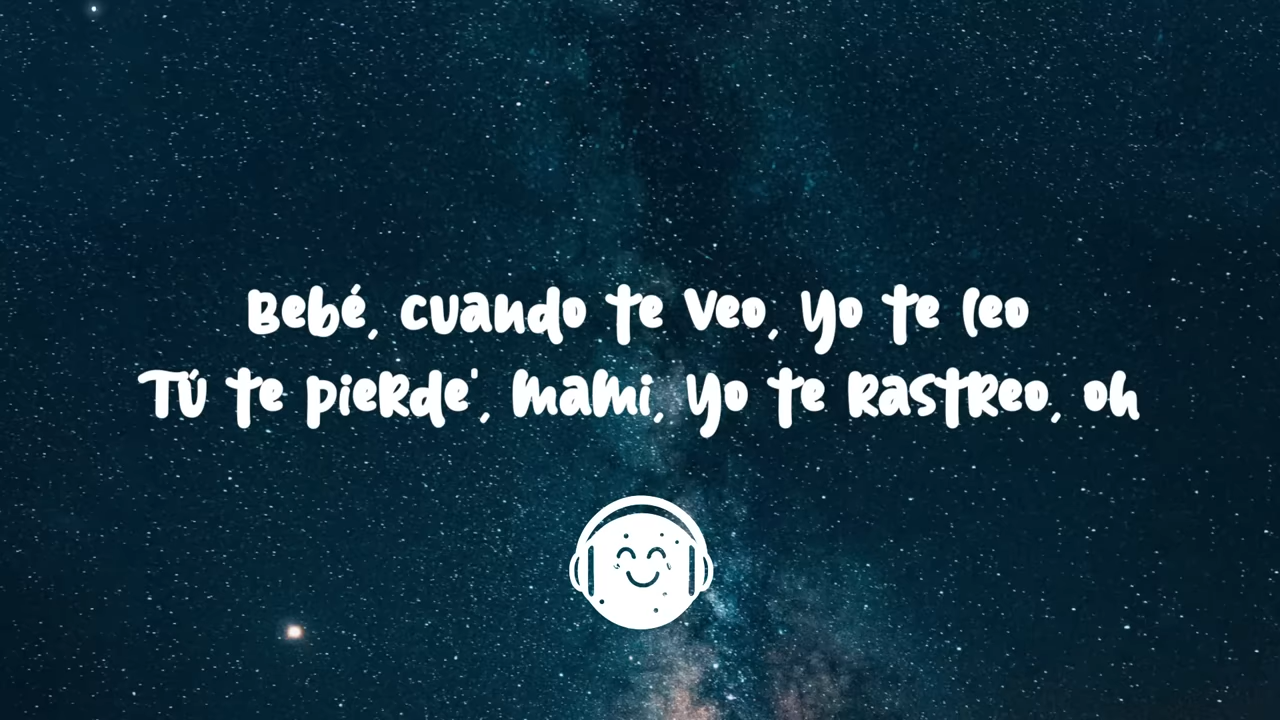 Bebé, cuando te veo, yo te leo
Tú te pierde', mami, yo te rastreo, oh